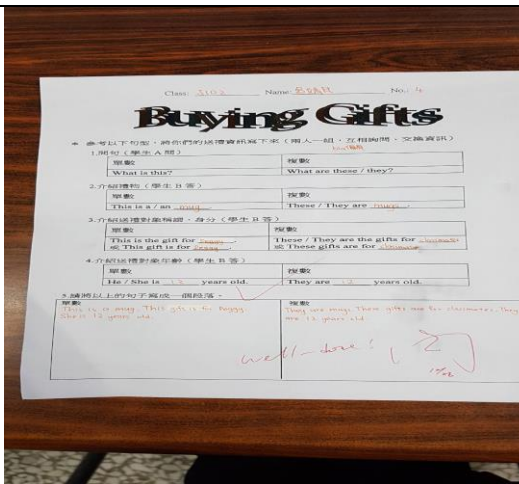 Class: J102 Name: No.: 4
Buying Gifts
* 參考以下句型，將你們的送禮資訊寫下來（兩人一組，互相詢問、交換資訊）
1.問句（學生 A 問）
單數 複數
What is this? What are these / they?
2.介紹禮物（學生 B 答）
單數 複數
This is a / an mug. These / They are mugs.
3.介紹送禮對象稱謂、身分（學生 B 答）
單數 複數
This is the gift for These / They are the gifts for
或 This gift is for 或 These gifts are for
4.介紹送禮對象年齡（學生 B 答）
單數 複數
He / She is years old. They are 12 years old.
5.請將以上的句子寫成一個段落。
單數 複數
This is a mug. This gift is for They are mugs. These gifts are for classmates. They
She is 12 years old. are 12 years old.
well-done!